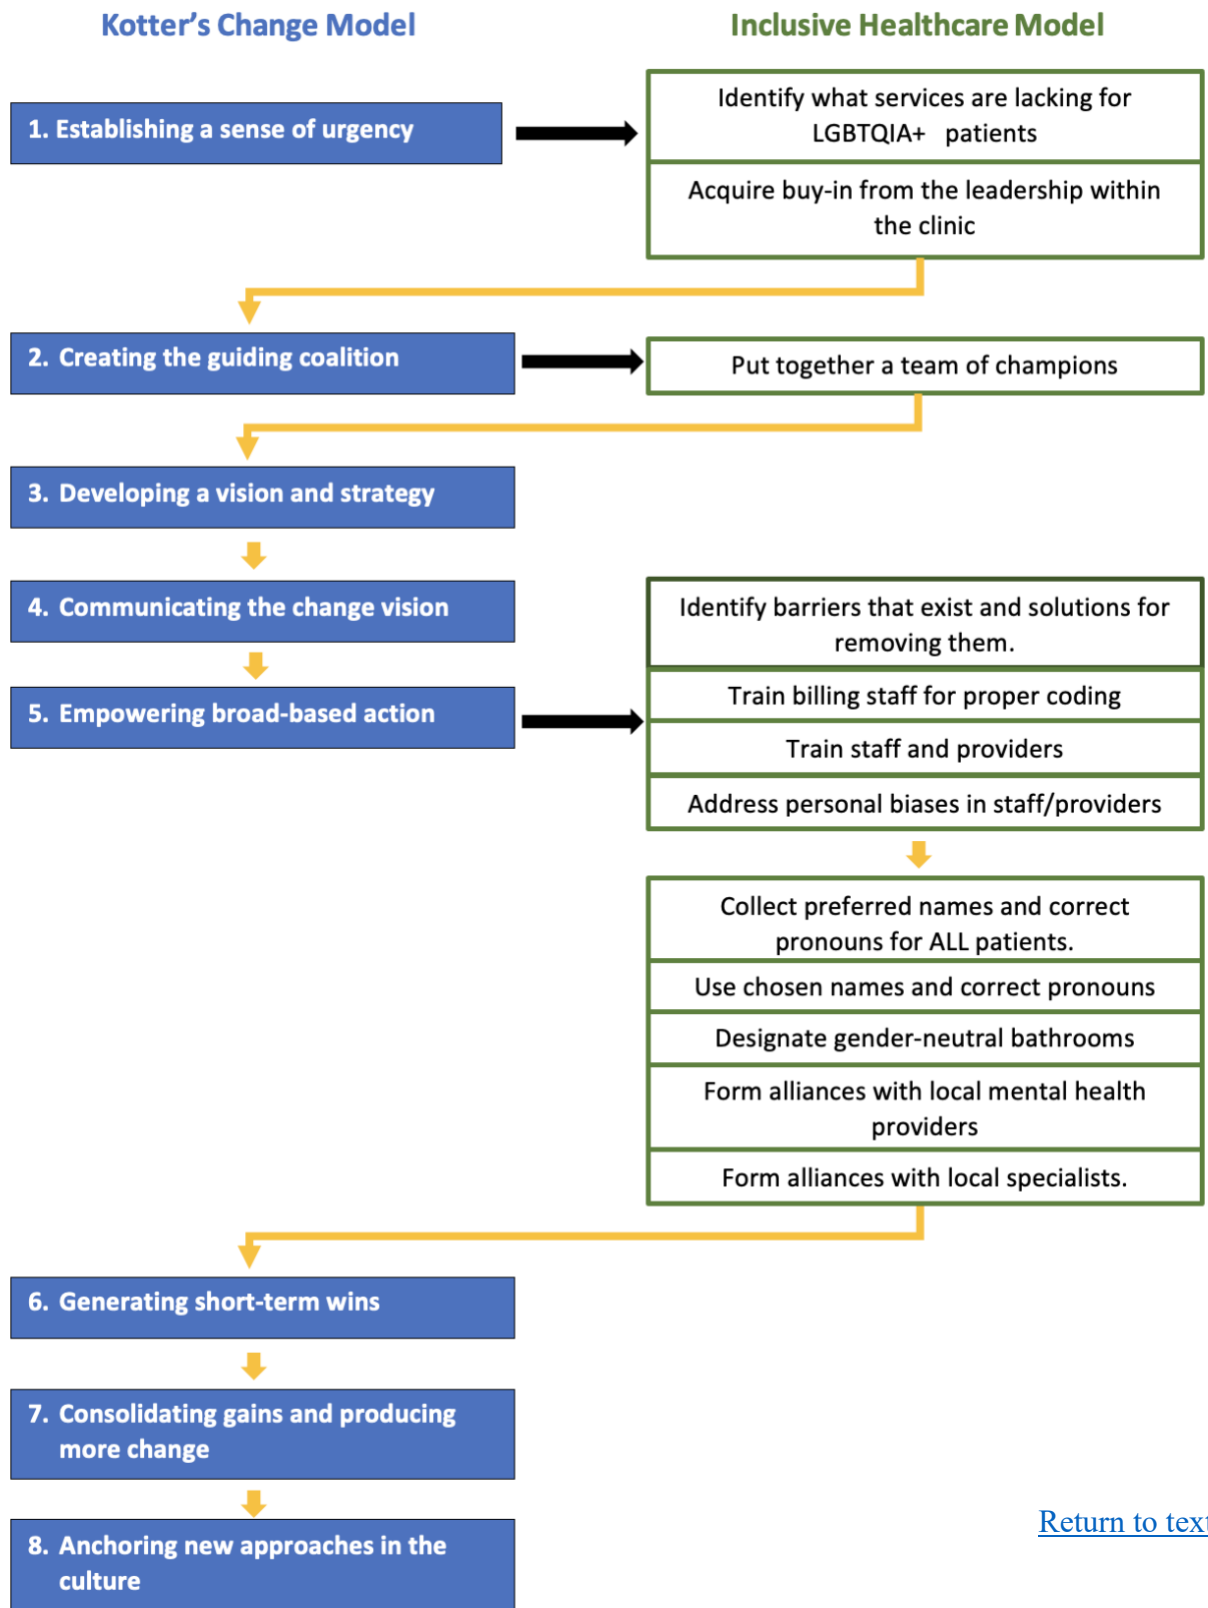 Kotter's Change Model
Inclusive Healthcare Model
1. Establishing a sense of urgency
Identify what services are lacking for
LGBTQIA+ patients
Acquire buy-in from the leadership within
the clinic
2. Creating the guiding coalition
Put together a team of champions
3. Developing a vision and strategy
4. Communicating the change vision
5. Empowering broad-based action
Identify barriers that exist and solutions for
removing them.
Train billing staff for proper coding
Train staff and providers
Address personal biases in staff/providers
Collect preferred names and correct
pronouns for ALL patients.
Use chosen names and correct pronouns
Designate gender-neutral bathrooms
Form alliances with local mental health
providers
Form alliances with local specialists.
6. Generating short-term wins
7. Consolidating gains and producing
more change
8. Anchoring new approaches in the
culture
Return to text